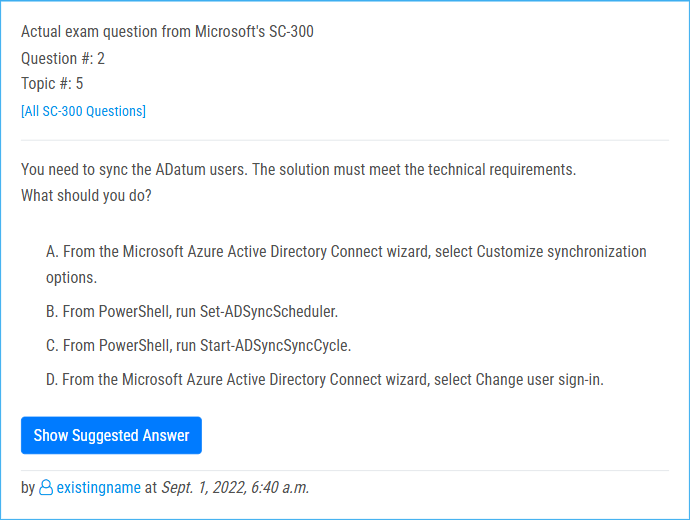 Actual exam question from Microsoft's SC-300
Question #: 2
Topic #: 5
[All SC-300 Questions]
You need to sync the ADatum users. The solution must meet the technical requirements.
What should you do?
A. From the Microsoft Azure Active Directory Connect wizard, select Customize synchronization
options.
B. From PowerShell, run Set-ADSyncScheduler.
C. From PowerShell, run Start-ADSyncSyncCycle.
D. From the Microsoft Azure Active Directory Connect wizard, select Change user sign-in.
Show Suggested Answer
by existingname at Sept. 1, 2022, 6:40 a.m.